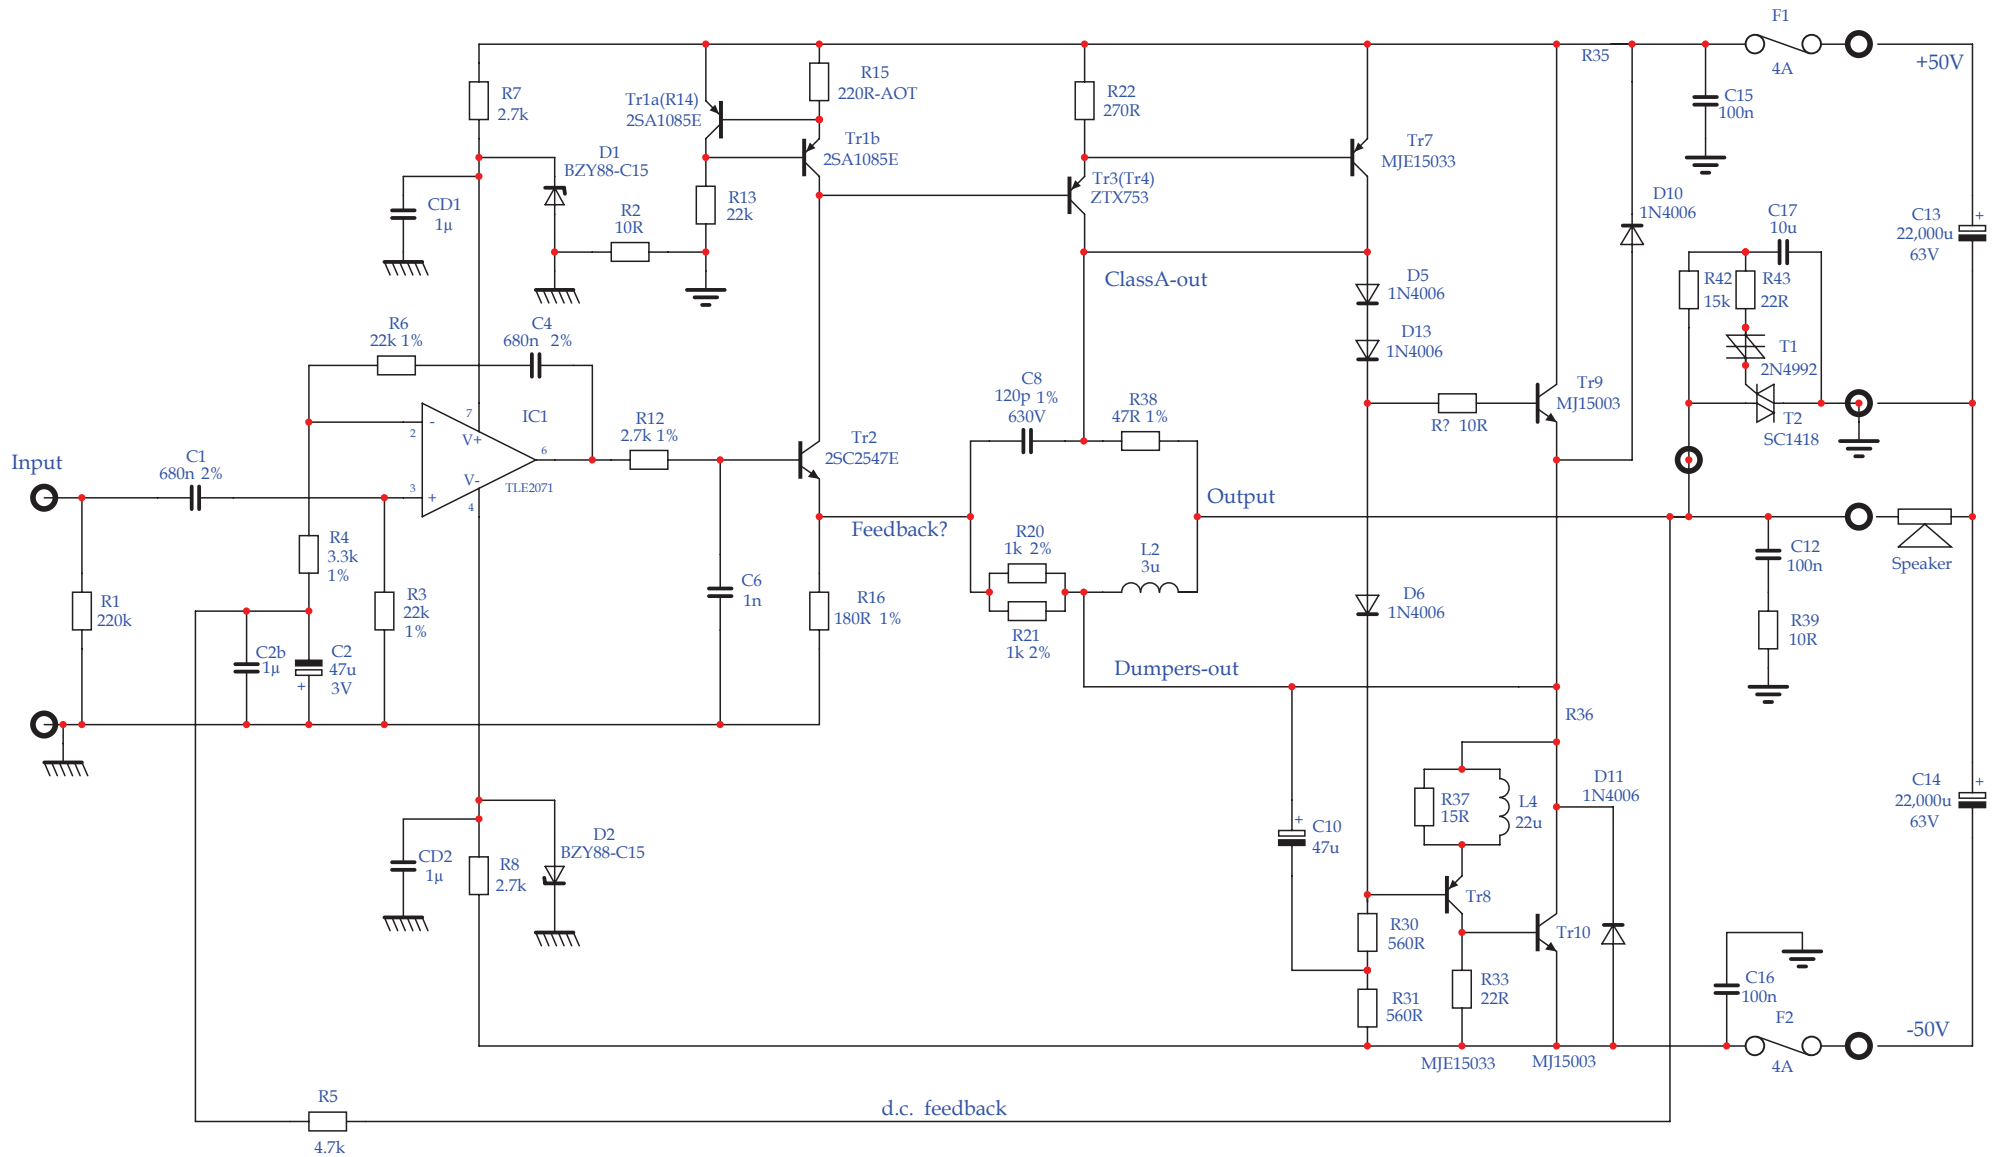 F1
4A
+50V
R35
R7
2.7k
Tr1a(R14)
2SA1085E
R15
220R-AOT
R22
270R
C15
100n
Tr1b
2SA1085E
Tr7
MJE15033
D1
BZY88-C15
Tr3(Tr4)
ZTX753
CD1
1µ
R2
10R
R13
22k
D10
1N4006
C17
10u
C13
22,000u
63V
+
ClassA-out
D5
1N4006
R42
15k
R43
22R
R6
22k 1%
C4
680n 2%
D13
1N4006
T1
2N4992
C8
120p 1%
630V
R38
47R 1%
Tr9
MJ15003
R? 10R
T2
SC1418
7
-
2
V+
IC1
6
R12
2.7k 1%
Tr2
2SC2547E
Input
C1
680n 2%
3
+
V-
4
TLE2071
Output
Feedback?
R20
1k 2%
L2
3u
C12
100n
Speaker
R4
3.3k
1%
R1
220k
R3
22k
1%
C6
1n
R16
180R 1%
D6
1N4006
R39
10R
R21
1k 2%
C2b
1µ
C2
47u
3V
+
Dumpers-out
R36
D11
1N4006
C14
22,000u
63V
+
R37
15R
L4
22u
C10
47u
+
D2
BZY88-C15
CD2
1µ
R8
2.7k
Tr8
R30
560R
Tr10
R33
22R
C16
100n
R31
560R
F2
4A
-50V
MJE15033
MJ15003
R5
4.7k
d.c. feedback